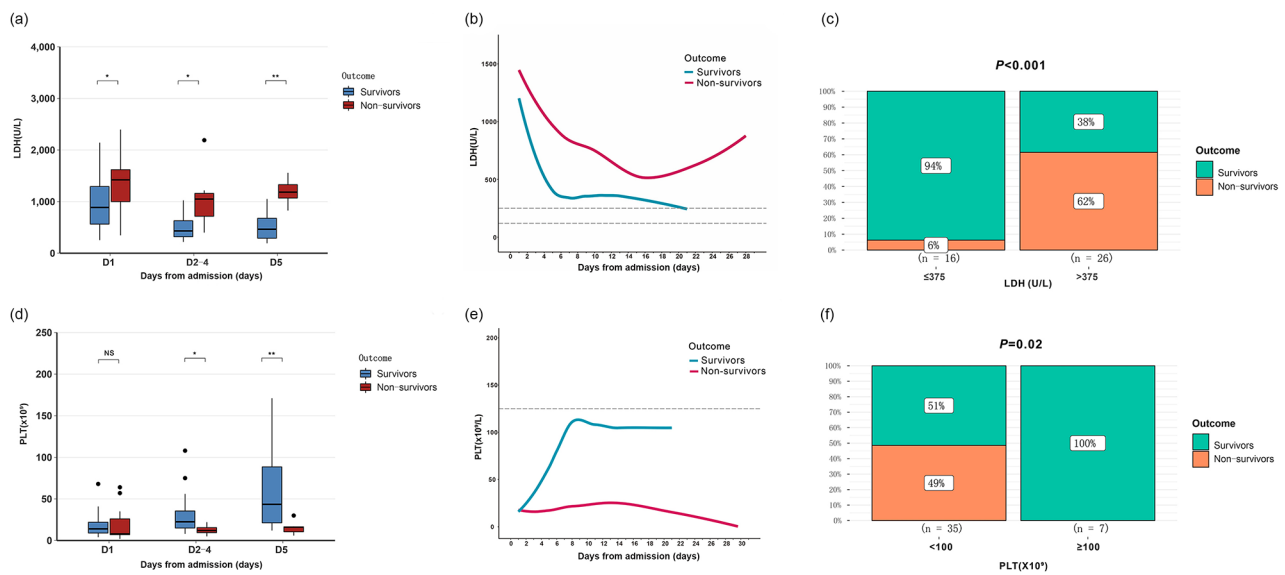 (a)
4,000
3,000
2,000
1,000
0
LDH(U/L)
*
*
**
D1
D2-4
D5
Days from admission (days)
Outcome
Survivors
Non-survivors
(b)
1500
1000
500
0
LDH(U/L)
Outcome
Survivors
Non-survivors
0 2 4 6 8 10 12 14 16 18 20 22 24 26 28
Days from admission (days)
(c)
P<0.001
100%
90%
80%
70%
60%
50%
40%
30%
20%
10%
0%
94%
6%
38%
62%
(n = 16)
(n = 26)
≤375
>375
LDH (U/L)
Outcome
Survivors
Non-survivors
(d)
250
200
150
100
50
0
PLT(x10⁹)
NS
*
**
D1
D2-4
D5
Days from admission (days)
Outcome
Survivors
Non-survivors
(e)
200
150
100
50
0
PLT(x10⁹/L)
Outcome
Survivors
Non-survivors
0 2 4 6 8 10 12 14 16 18 20 22 24 26 28 30
Days from admission (days)
(f)
P=0.02
100%
90%
80%
70%
60%
50%
40%
30%
20%
10%
0%
51%
49%
100%
(n = 35)
(n = 7)
<100
≥100
PLT(X10⁹)
Outcome
Survivors
Non-survivors